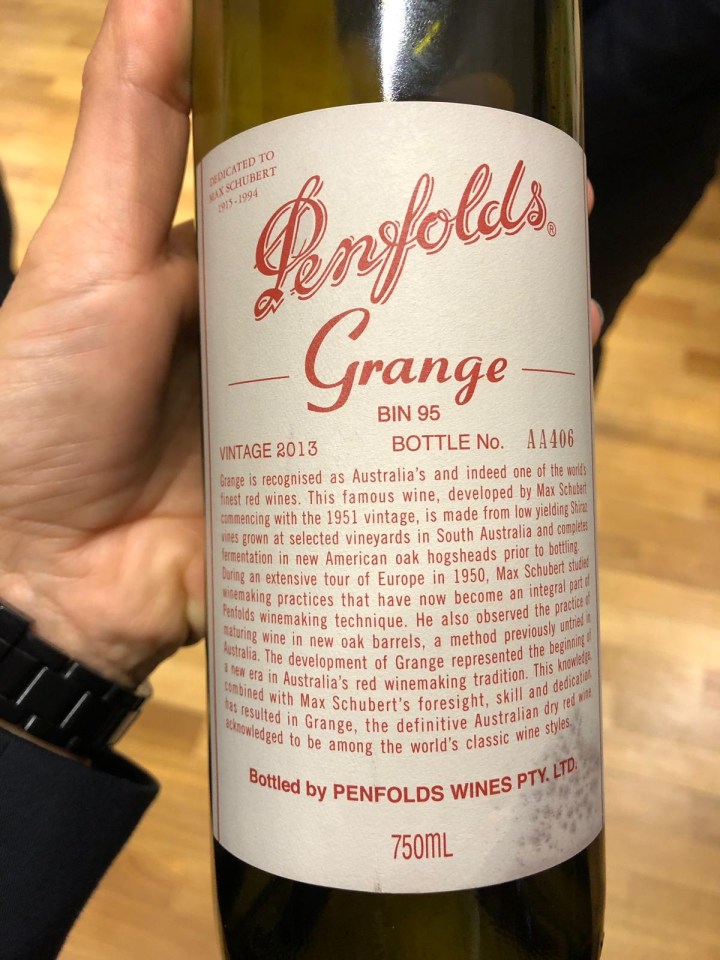 DEDICATED TO
MAX SCHUBERT
1915-1994
Penfolds®
Grange
BIN 95
VINTAGE 2013 BOTTLE No. AA406
Grange is recognised as Australia's and indeed one of the world's
finest red wines. This famous wine, developed by Max Schubert
commencing with the 1951 vintage, is made from low yielding Shiraz
vines grown at selected vineyards in South Australia and completes
fermentation in new American oak hogsheads prior to bottling.
During an extensive tour of Europe in 1950, Max Schubert studied
winemaking practices that have now become an integral part of
Penfolds winemaking technique. He also observed the practice of
maturing wine in new oak barrels, a method previously untried in
Australia. The development of Grange represented the beginning of
a new era in Australia's red winemaking tradition. This knowledge,
combined with Max Schubert's foresight, skill and dedication,
has resulted in Grange, the definitive Australian dry red wine,
acknowledged to be among the world's classic wine styles.
Bottled by PENFOLDS WINES PTY. LTD.
750mL